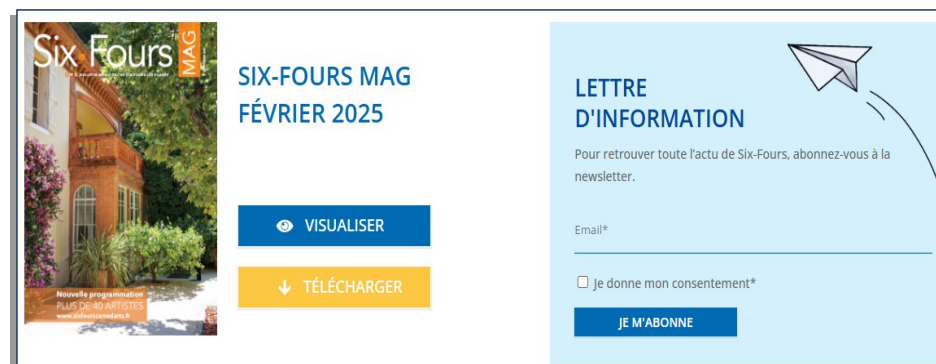 Six-Fours
MAG
SIX-FOURS MAG
FÉVRIER 2025
VISUALISER
TÉLÉCHARGER
Nouvelle programmation
PLUS DE 40 ARTISTES
www.sixfoursvonedarts.fr
LETTRE
D'INFORMATION
Pour retrouver toute l'actu de Six-Fours, abonnez-vous à la
newsletter.
Email*
Je donne mon consentement*
JE M'ABONNE